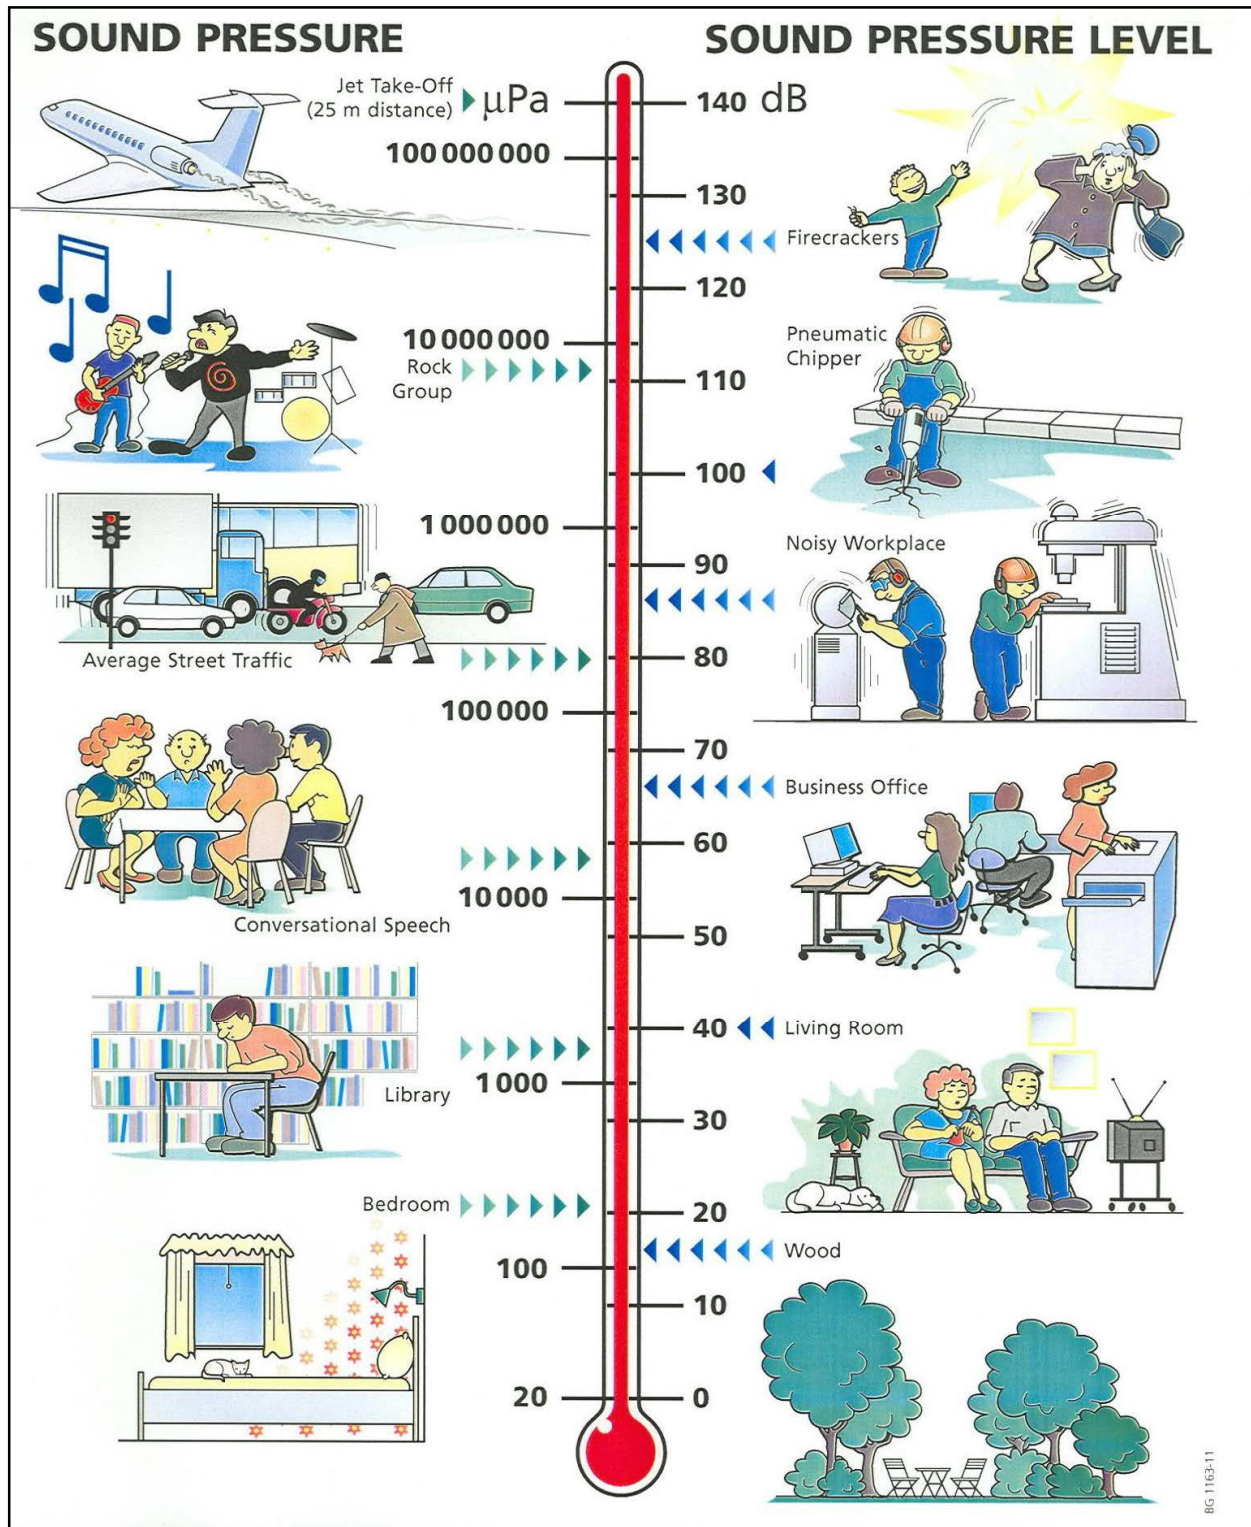 SOUND PRESSURE
SOUND PRESSURE LEVEL
Jet Take-Off
(25 m distance)
μPa
140 dB
100 000 000
130
Firecrackers
120
10 000 000
Pneumatic
Chipper
Rock
Group
110
100
1 000 000
Noisy Workplace
90
Average Street Traffic
80
100 000
70
Business Office
60
10 000
Conversational Speech
50
40
Living Room
1 000
Library
30
Bedroom
20
Wood
100
10
20
0
BG 1163-11